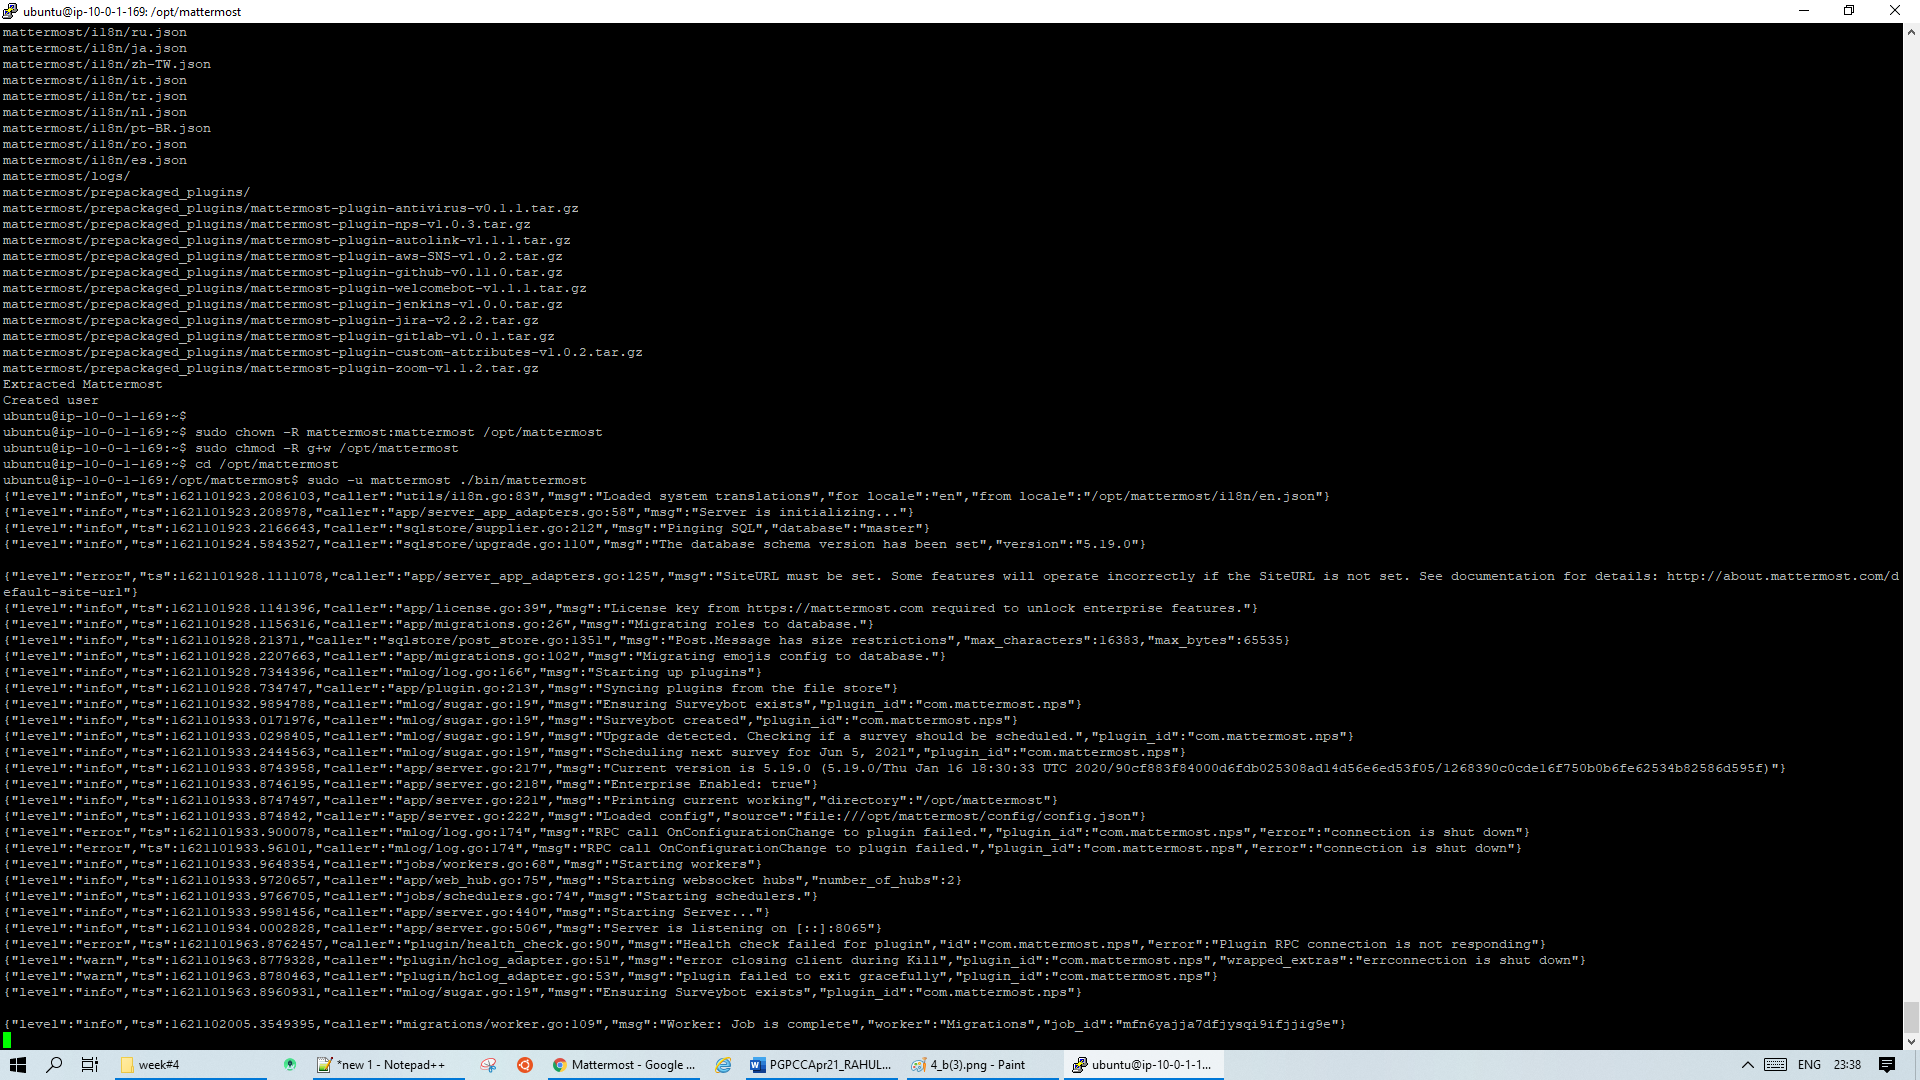 ubuntu@ip-10-0-1-169: /opt/mattermost
mattermost/i18n/ru.json
mattermost/i18n/ja.json
mattermost/i18n/zh-TW.json
mattermost/i18n/it.json
mattermost/i18n/tr.json
mattermost/i18n/nl.json
mattermost/i18n/pt-BR.json
mattermost/i18n/ro.json
mattermost/i18n/es.json
mattermost/logs/
mattermost/prepackaged_plugins/
mattermost/prepackaged_plugins/mattermost-plugin-antivirus-v0.1.1.tar.gz
mattermost/prepackaged_plugins/mattermost-plugin-nps-v1.0.3.tar.gz
mattermost/prepackaged_plugins/mattermost-plugin-autolink-v1.1.1.tar.gz
mattermost/prepackaged_plugins/mattermost-plugin-aws-SNS-v1.0.2.tar.gz
mattermost/prepackaged_plugins/mattermost-plugin-github-v0.11.0.tar.gz
mattermost/prepackaged_plugins/mattermost-plugin-welcomebot-v1.1.1.tar.gz
mattermost/prepackaged_plugins/mattermost-plugin-jenkins-v1.0.0.tar.gz
mattermost/prepackaged_plugins/mattermost-plugin-jira-v2.2.2.tar.gz
mattermost/prepackaged_plugins/mattermost-plugin-gitlab-v1.0.1.tar.gz
mattermost/prepackaged_plugins/mattermost-plugin-custom-attributes-v1.0.2.tar.gz
mattermost/prepackaged_plugins/mattermost-plugin-zoom-v1.1.2.tar.gz
Extracted Mattermost
Created user
ubuntu@ip-10-0-1-169:~$
ubuntu@ip-10-0-1-169:~$ sudo chown -R mattermost:mattermost /opt/mattermost
ubuntu@ip-10-0-1-169:~$ sudo chmod -R g+w /opt/mattermost
ubuntu@ip-10-0-1-169:~$ cd /opt/mattermost
ubuntu@ip-10-0-1-169:/opt/mattermost$ sudo -u mattermost ./bin/mattermost
{"level":"info","ts":1621101923.2086103,"caller":"utils/i18n.go:83","msg":"Loaded system translations","for locale":"en","from locale":"/opt/mattermost/i18n/en.json"}
{"level":"info","ts":1621101923.208978,"caller":"app/server_app_adapters.go:58","msg":"Server is initializing..."}
{"level":"info","ts":1621101923.2166643,"caller":"sqlstore/supplier.go:212","msg":"Pinging SQL","database":"master"}
{"level":"info","ts":1621101924.5843527,"caller":"sqlstore/upgrade.go:110","msg":"The database schema version has been set","version":"5.19.0"}
{"level":"error","ts":1621101928.1111078,"caller":"app/server_app_adapters.go:125","msg":"SiteURL must be set. Some features will operate incorrectly if the SiteURL is not set. See documentation for details: http://about.mattermost.com/d
efault-site-url"}
{"level":"info","ts":1621101928.1141396,"caller":"app/license.go:39","msg":"License key from https://mattermost.com required to unlock enterprise features."}
{"level":"info","ts":1621101928.1156316,"caller":"app/migrations.go:26","msg":"Migrating roles to database."}
{"level":"info","ts":1621101928.21371,"caller":"sqlstore/post_store.go:1351","msg":"Post.Message has size restrictions","max_characters":16383,"max_bytes":65535}
{"level":"info","ts":1621101928.2207663,"caller":"app/migrations.go:102","msg":"Migrating emojis config to database."}
{"level":"info","ts":1621101928.7344396,"caller":"mlog/log.go:166","msg":"Starting up plugins"}
{"level":"info","ts":1621101928.734747,"caller":"app/plugin.go:213","msg":"Syncing plugins from the file store"}
{"level":"info","ts":1621101932.9894788,"caller":"mlog/sugar.go:19","msg":"Ensuring Surveybot exists","plugin_id":"com.mattermost.nps"}
{"level":"info","ts":1621101933.0171976,"caller":"mlog/sugar.go:19","msg":"Surveybot created","plugin_id":"com.mattermost.nps"}
{"level":"info","ts":1621101933.0298405,"caller":"mlog/sugar.go:19","msg":"Upgrade detected. Checking if a survey should be scheduled.","plugin_id":"com.mattermost.nps"}
{"level":"info","ts":1621101933.2444563,"caller":"mlog/sugar.go:19","msg":"Scheduling next survey for Jun 5, 2021","plugin_id":"com.mattermost.nps"}
{"level":"info","ts":1621101933.8743958,"caller":"app/server.go:217","msg":"Current version is 5.19.0 (5.19.0/Thu Jan 16 18:30:33 UTC 2020/90cf883f84000d6fdb025308ad14d56e6ed53f05/1268390c0cde16f750b0b6fe62534b82586d595f)"}
{"level":"info","ts":1621101933.8746195,"caller":"app/server.go:218","msg":"Enterprise Enabled: true"}
{"level":"info","ts":1621101933.8747497,"caller":"app/server.go:221","msg":"Printing current working","directory":"/opt/mattermost"}
{"level":"info","ts":1621101933.874842,"caller":"app/server.go:222","msg":"Loaded config","source":"file:///opt/mattermost/config/config.json"}
{"level":"error","ts":1621101933.900078,"caller":"mlog/log.go:174","msg":"RPC call OnConfigurationChange to plugin failed.","plugin_id":"com.mattermost.nps","error":"connection is shut down"}
{"level":"error","ts":1621101933.96101,"caller":"mlog/log.go:174","msg":"RPC call OnConfigurationChange to plugin failed.","plugin_id":"com.mattermost.nps","error":"connection is shut down"}
{"level":"info","ts":1621101933.9648354,"caller":"jobs/workers.go:68","msg":"Starting workers"}
{"level":"info","ts":1621101933.9720657,"caller":"app/web_hub.go:75","msg":"Starting websocket hubs","number_of_hubs":2}
{"level":"info","ts":1621101933.9766705,"caller":"jobs/schedulers.go:74","msg":"Starting schedulers."}
{"level":"info","ts":1621101933.9981456,"caller":"app/server.go:440","msg":"Starting Server..."}
{"level":"info","ts":1621101934.0002828,"caller":"app/server.go:506","msg":"Server is listening on [::]:8065"}
{"level":"error","ts":1621101963.8762457,"caller":"plugin/health_check.go:90","msg":"Health check failed for plugin","id":"com.mattermost.nps","error":"Plugin RPC connection is not responding"}
{"level":"warn","ts":1621101963.8779328,"caller":"plugin/hclog_adapter.go:51","msg":"error closing client during Kill","plugin_id":"com.mattermost.nps","wrapped_extras":"errconnection is shut down"}
{"level":"warn","ts":1621101963.8780463,"caller":"plugin/hclog_adapter.go:53","msg":"plugin failed to exit gracefully","plugin_id":"com.mattermost.nps"}
{"level":"info","ts":1621101963.8960931,"caller":"mlog/sugar.go:19","msg":"Ensuring Surveybot exists","plugin_id":"com.mattermost.nps"}
{"level":"info","ts":1621102005.3549395,"caller":"migrations/worker.go:109","msg":"Worker: Job is complete","worker":"Migrations","job_id":"mfn6yajja7dfjysqi9ifjjig9e"}
week#4
*new 1 - Notepad++
Mattermost - Google ...
PGPCCApr21_RAHUL...
4_b(3).png - Paint
ubuntu@ip-10-0-1-1...
ENG
23:38